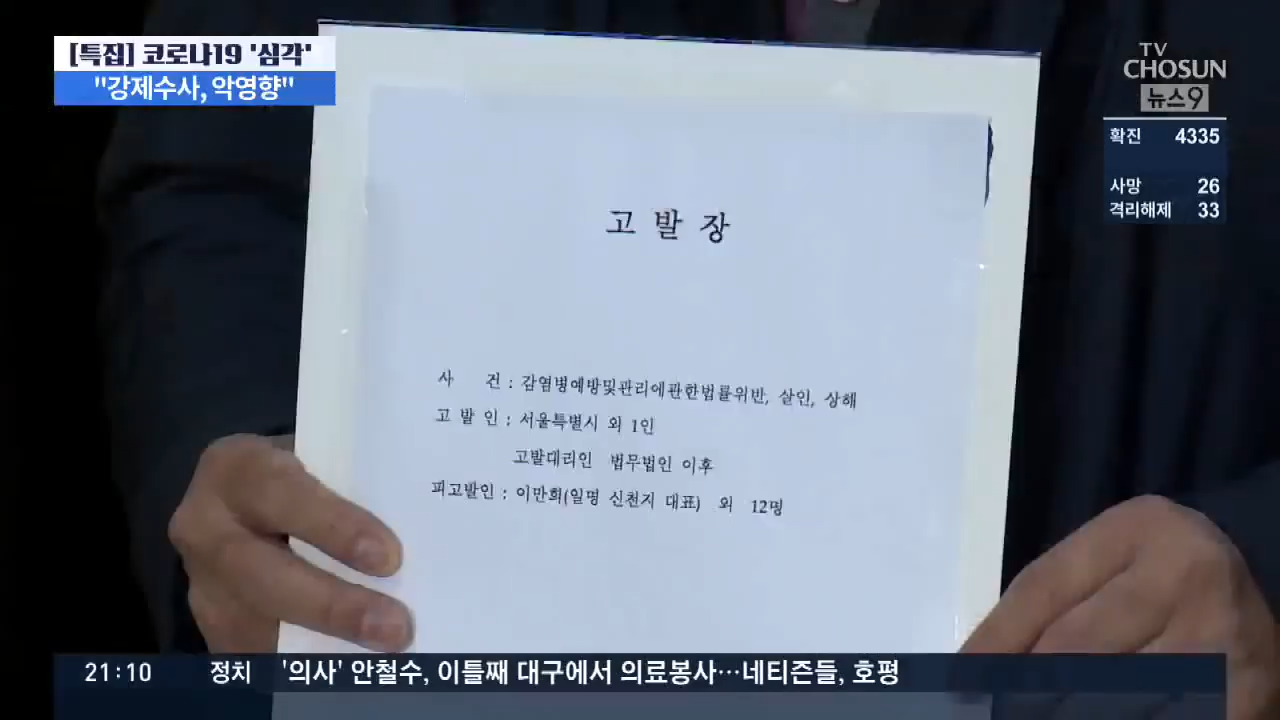 [특집] 코로나19 '심각'
"강제수사, 악영향"
TV
CHOSUN
뉴스9
확진 4335
사망 26
격리해제 33
고 발 장
사 건 : 감염병예방및관리에관한법률위반, 살인, 상해
고 발 인 : 서울특별시 외 1인
고발대리인 법무법인 이후
피고발인 : 이만희(일명 신천지 대표) 외 12명
21:10 정치 '의사' 안철수, 이틀째 대구에서 의료봉사…네티즌들, 호평